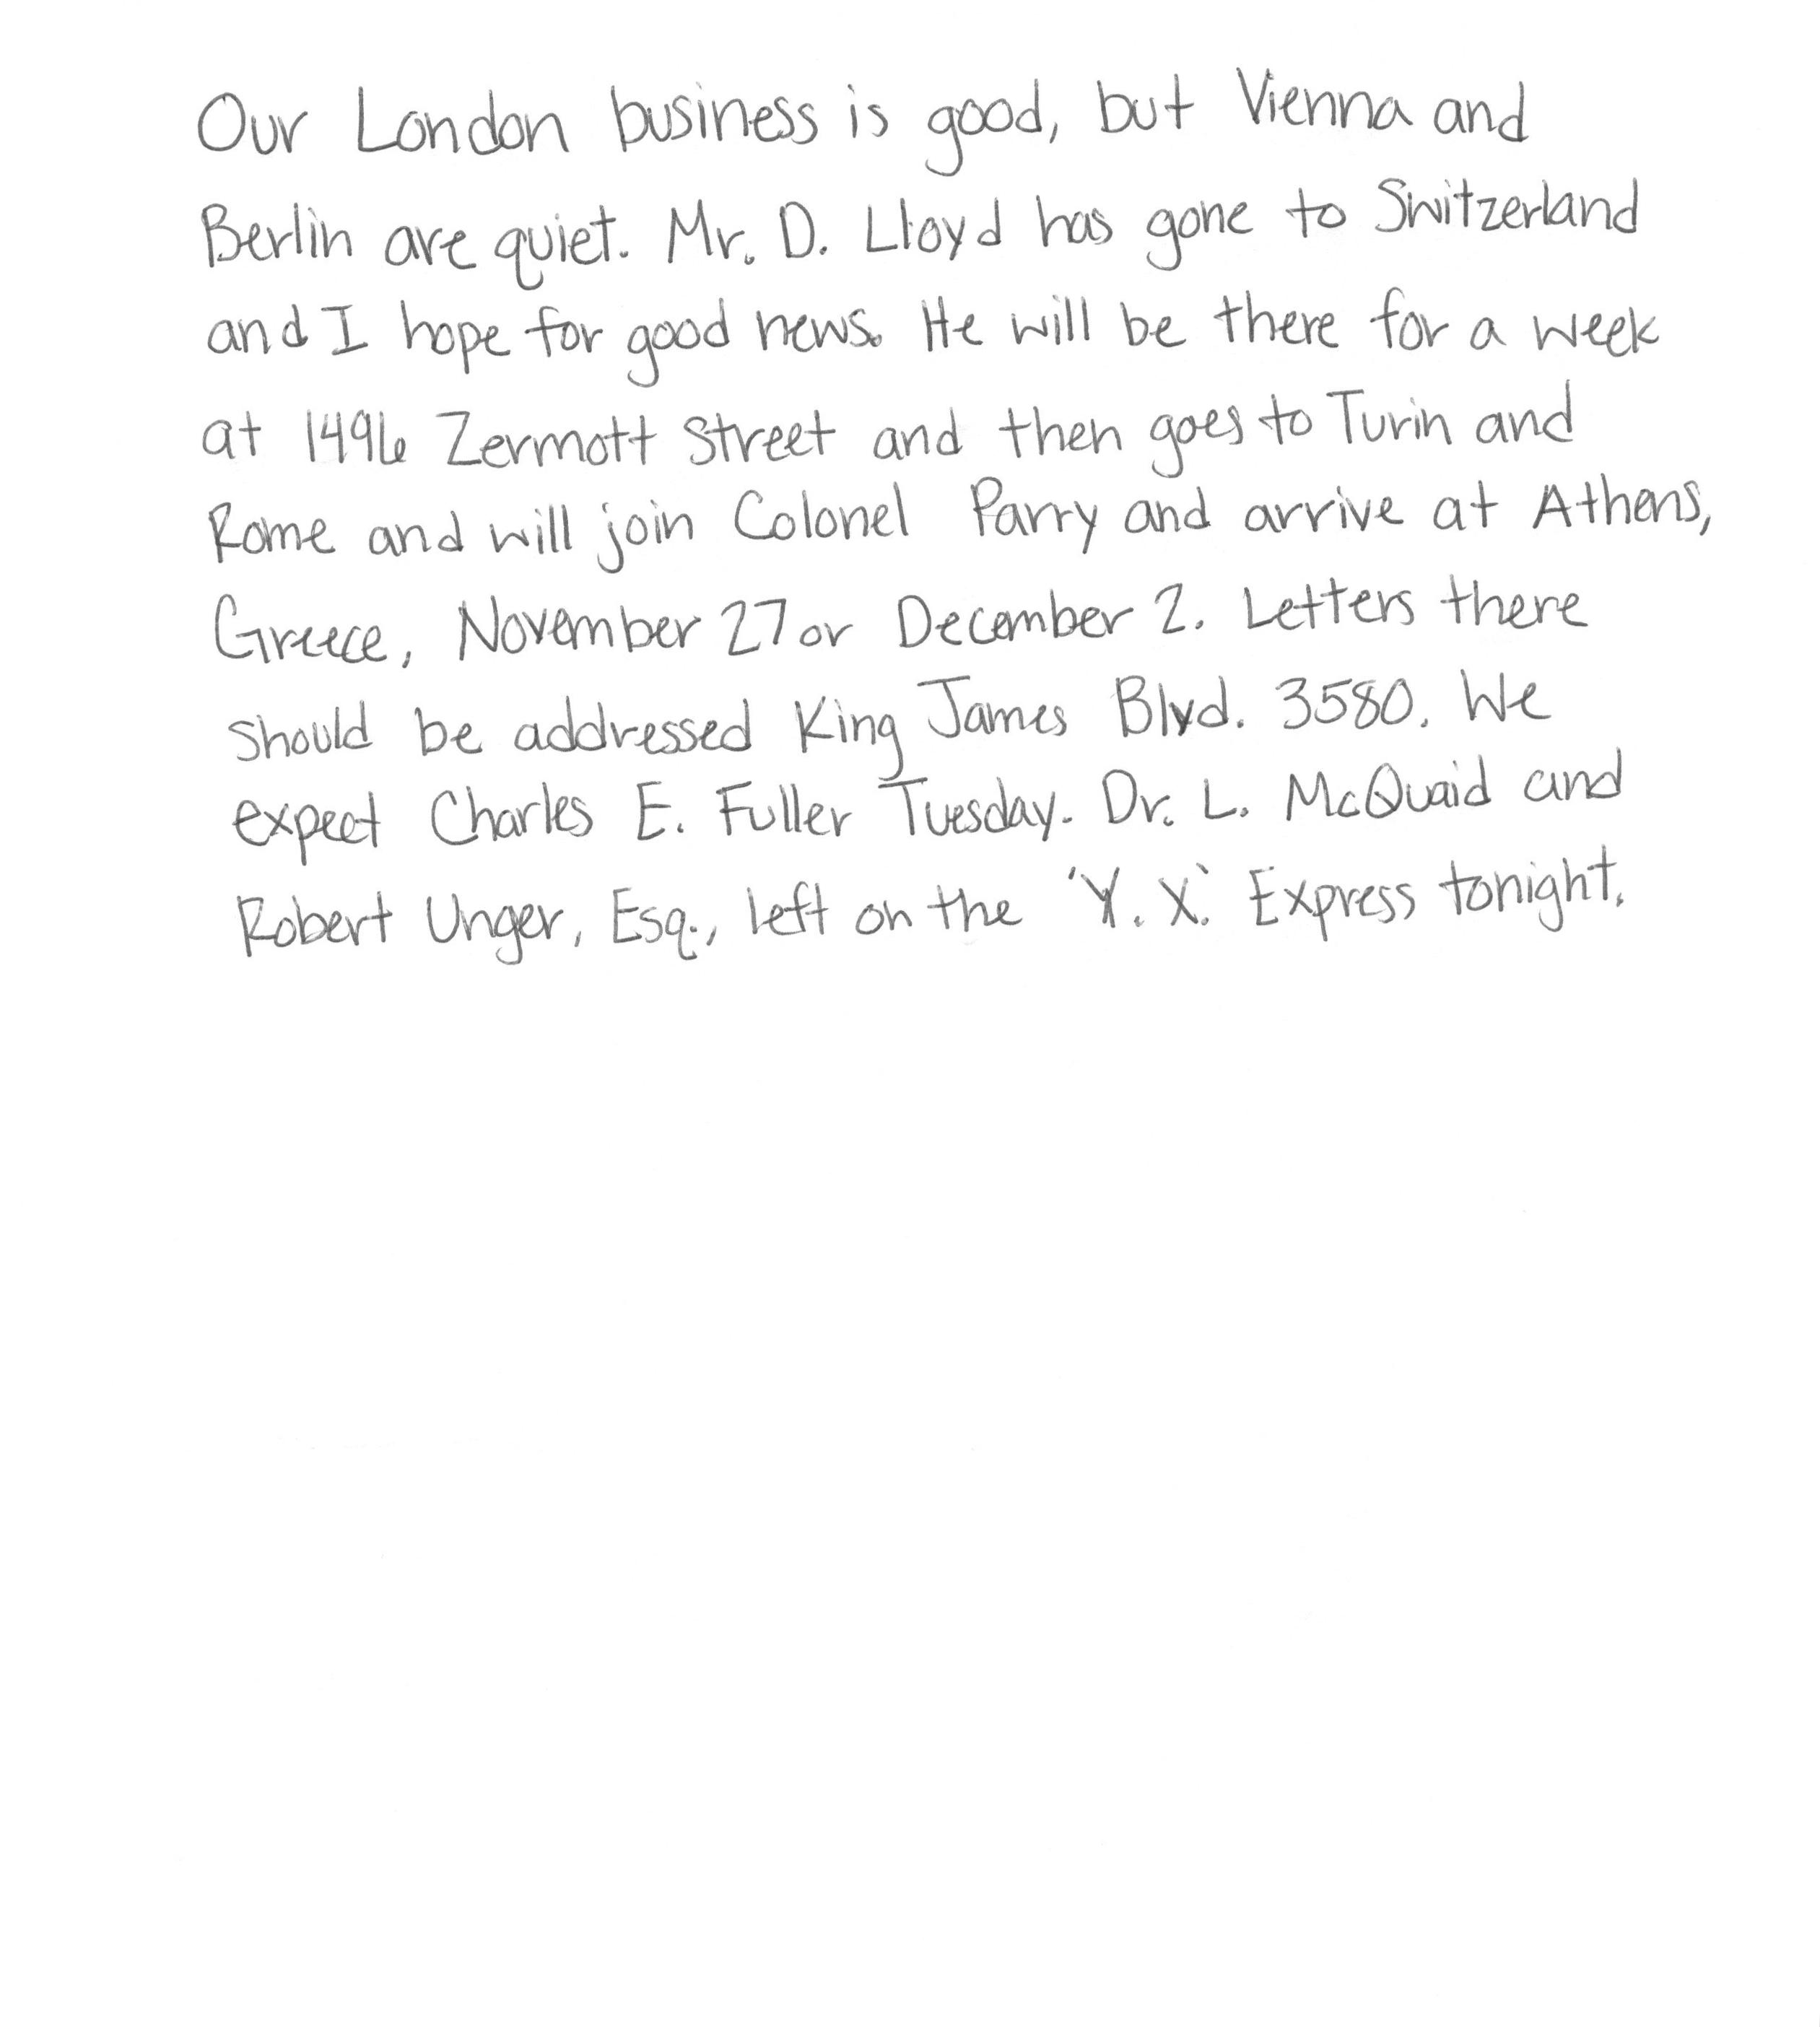 Our London business is good, but Vienna and
Berlin are quiet. Mr. D. Lloyd has gone to Switzerland
and I hope for good news. He will be there for a week
at 1496 Zermott Street and then goes to Turin and
Rome and will join Colonel Parry and arrive at Athens,
Greece, November 27 or December 2. Letters there
should be addressed King James Blvd. 3580. We
expect Charles E. Fuller Tuesday. Dr. L. McQuaid and
Robert Unger, Esq., left on the 'Y. X.' Express tonight.